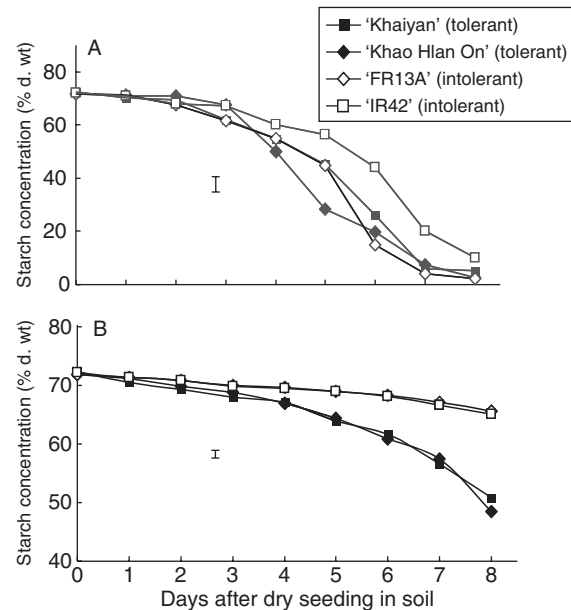 'Khaiyan' (tolerant)
'Khao Hlan On' (tolerant)
'FR13A' (intolerant)
'IR42' (intolerant)
A
80
60
40
20
0
Starch concentration (% d. wt)
B
80
70
60
50
40
Starch concentration (% d. wt)
0 1 2 3 4 5 6 7 8
Days after dry seeding in soil